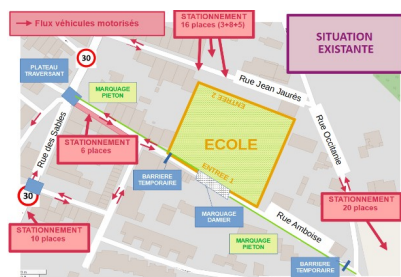 Flux véhicules motorisés
STATIONNEMENT
16 places (3+8+5)
SITUATION
EXISTANTE
30
PLATEAU
TRAVERSANT
MARQUAGE
PIETON
Rue Jean Jaurès
ENTREE 2
ECOLE
ENTREE 1
Rue des Sables
STATIONNEMENT
6 places
BARRIERE
TEMPORAIRE
Rue Occitanie
30
STATIONNEMENT
10 places
MARQUAGE
DAMIER
Rue Amboise
STATIONNEMENT
20 places
MARQUAGE
PIETON
BARRIERE
TEMPORAIRE